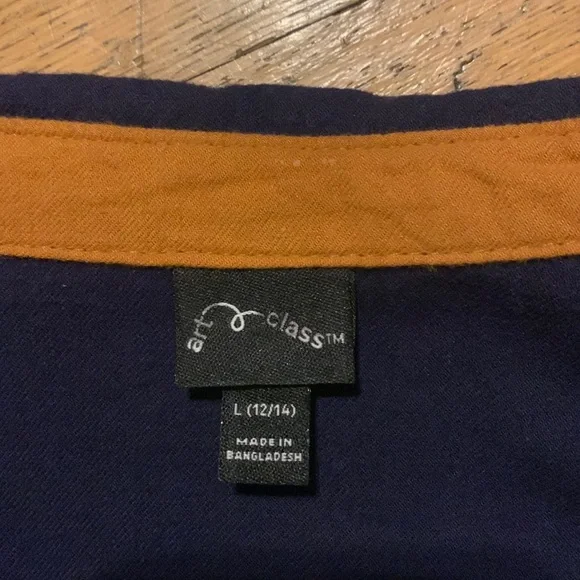 art class™
L (12/14)
MADE IN
BANGLADESH